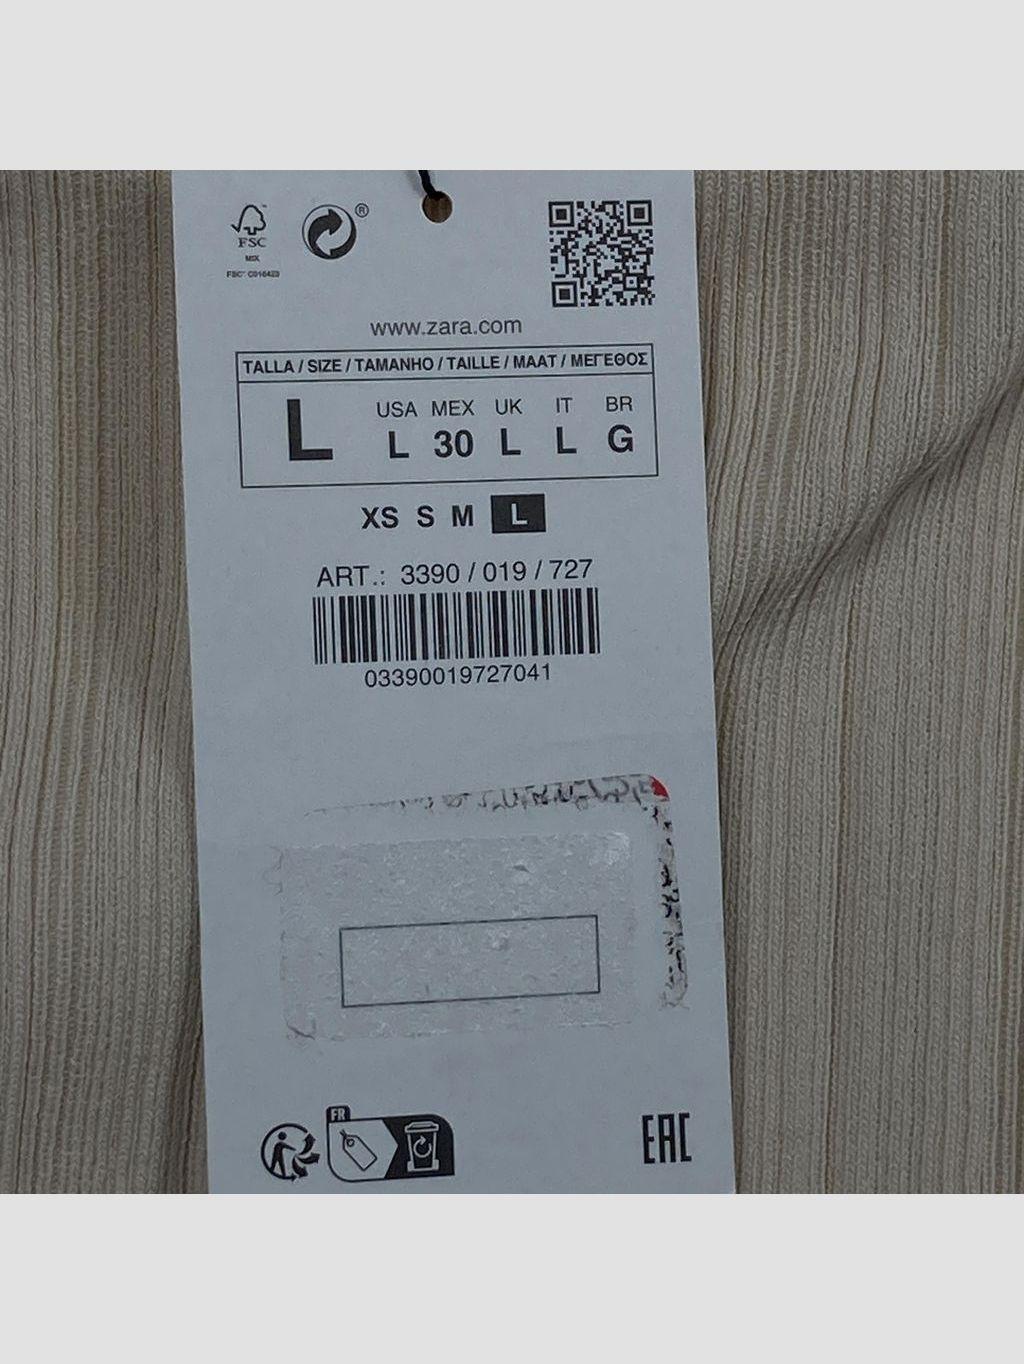 FSC
MIX
®
www.zara.com
TALLA / SIZE / TAMANHO / TAILLE / MAAT / ΜΕΓΕΘΟΣ
L
USA MEX UK IT BR
L 30 L L G
XS S M L
ART.: 3390 / 019 / 727
03390019727041
FR
EAC